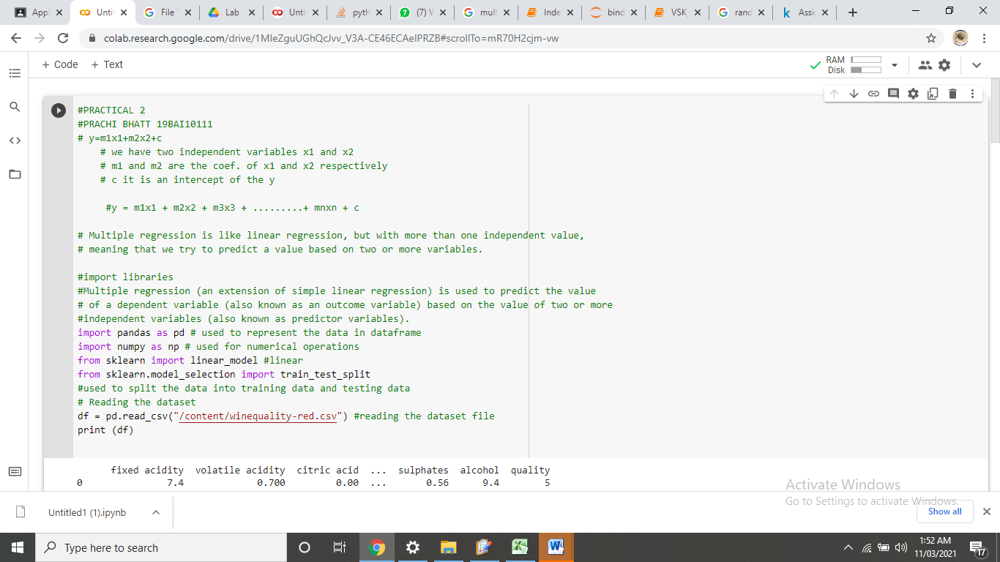 Appl
Unti
File
Lab
Unti
pyth
(7) V
mult
Inde
bind
VSK_
rand
Assi
colab.research.google.com/drive/1MleZguUGhQcJvv_V3A-CE46ECAeIPRZB#scrollTo=mR70H2cjm-vw
+ Code + Text
RAM
Disk
#PRACTICAL 2
#PRACHI BHATT 19BAI10111
# y=m1x1+m2x2+c
# we have two independent variables x1 and x2
# m1 and m2 are the coef. of x1 and x2 respectively
# c it is an intercept of the y
#y = m1x1 + m2x2 + m3x3 + .........+ mnxn + c
# Multiple regression is like linear regression, but with more than one independent value,
# meaning that we try to predict a value based on two or more variables.
#import libraries
#Multiple regression (an extension of simple linear regression) is used to predict the value
# of a dependent variable (also known as an outcome variable) based on the value of two or more
#independent variables (also known as predictor variables).
import pandas as pd # used to represent the data in dataframe
import numpy as np # used for numerical operations
from sklearn import linear_model #linear
from sklearn.model_selection import train_test_split
#used to split the data into training data and testing data
# Reading the dataset
df = pd.read_csv("/content/winequality-red.csv") #reading the dataset file
print (df)
fixed acidity volatile acidity citric acid ... sulphates alcohol quality
0 7.4 0.700 0.00 ... 0.56 9.4 5
Activate Windows
Go to Settings to activate Windows.
Untitled1 (1).ipynb
Show all
Type here to search
1:52 AM
11/03/2021
17